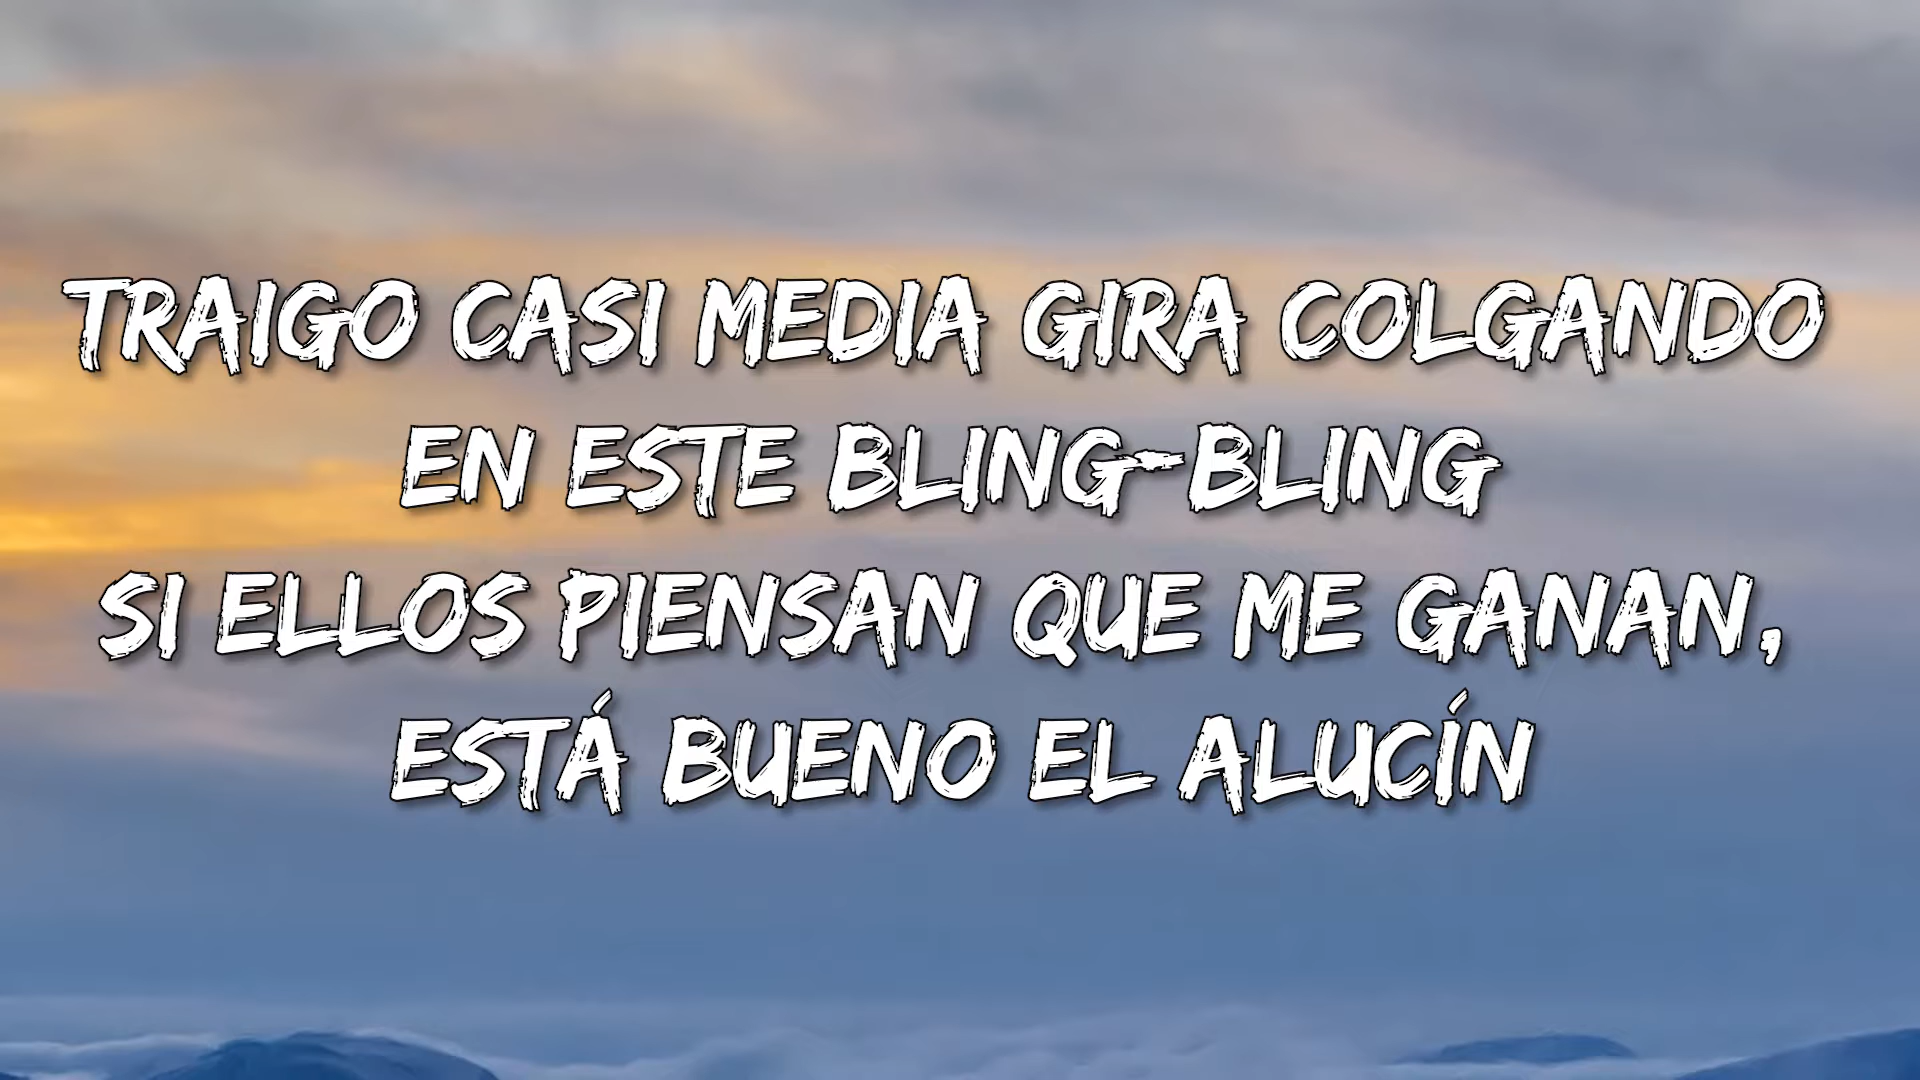 TRAIGO CASI MEDIA GIRA COLGANDO
EN ESTE BLING-BLING
SI ELLOS PIENSAN QUE ME GANAN,
ESTÁ BUENO EL ALUCÍN